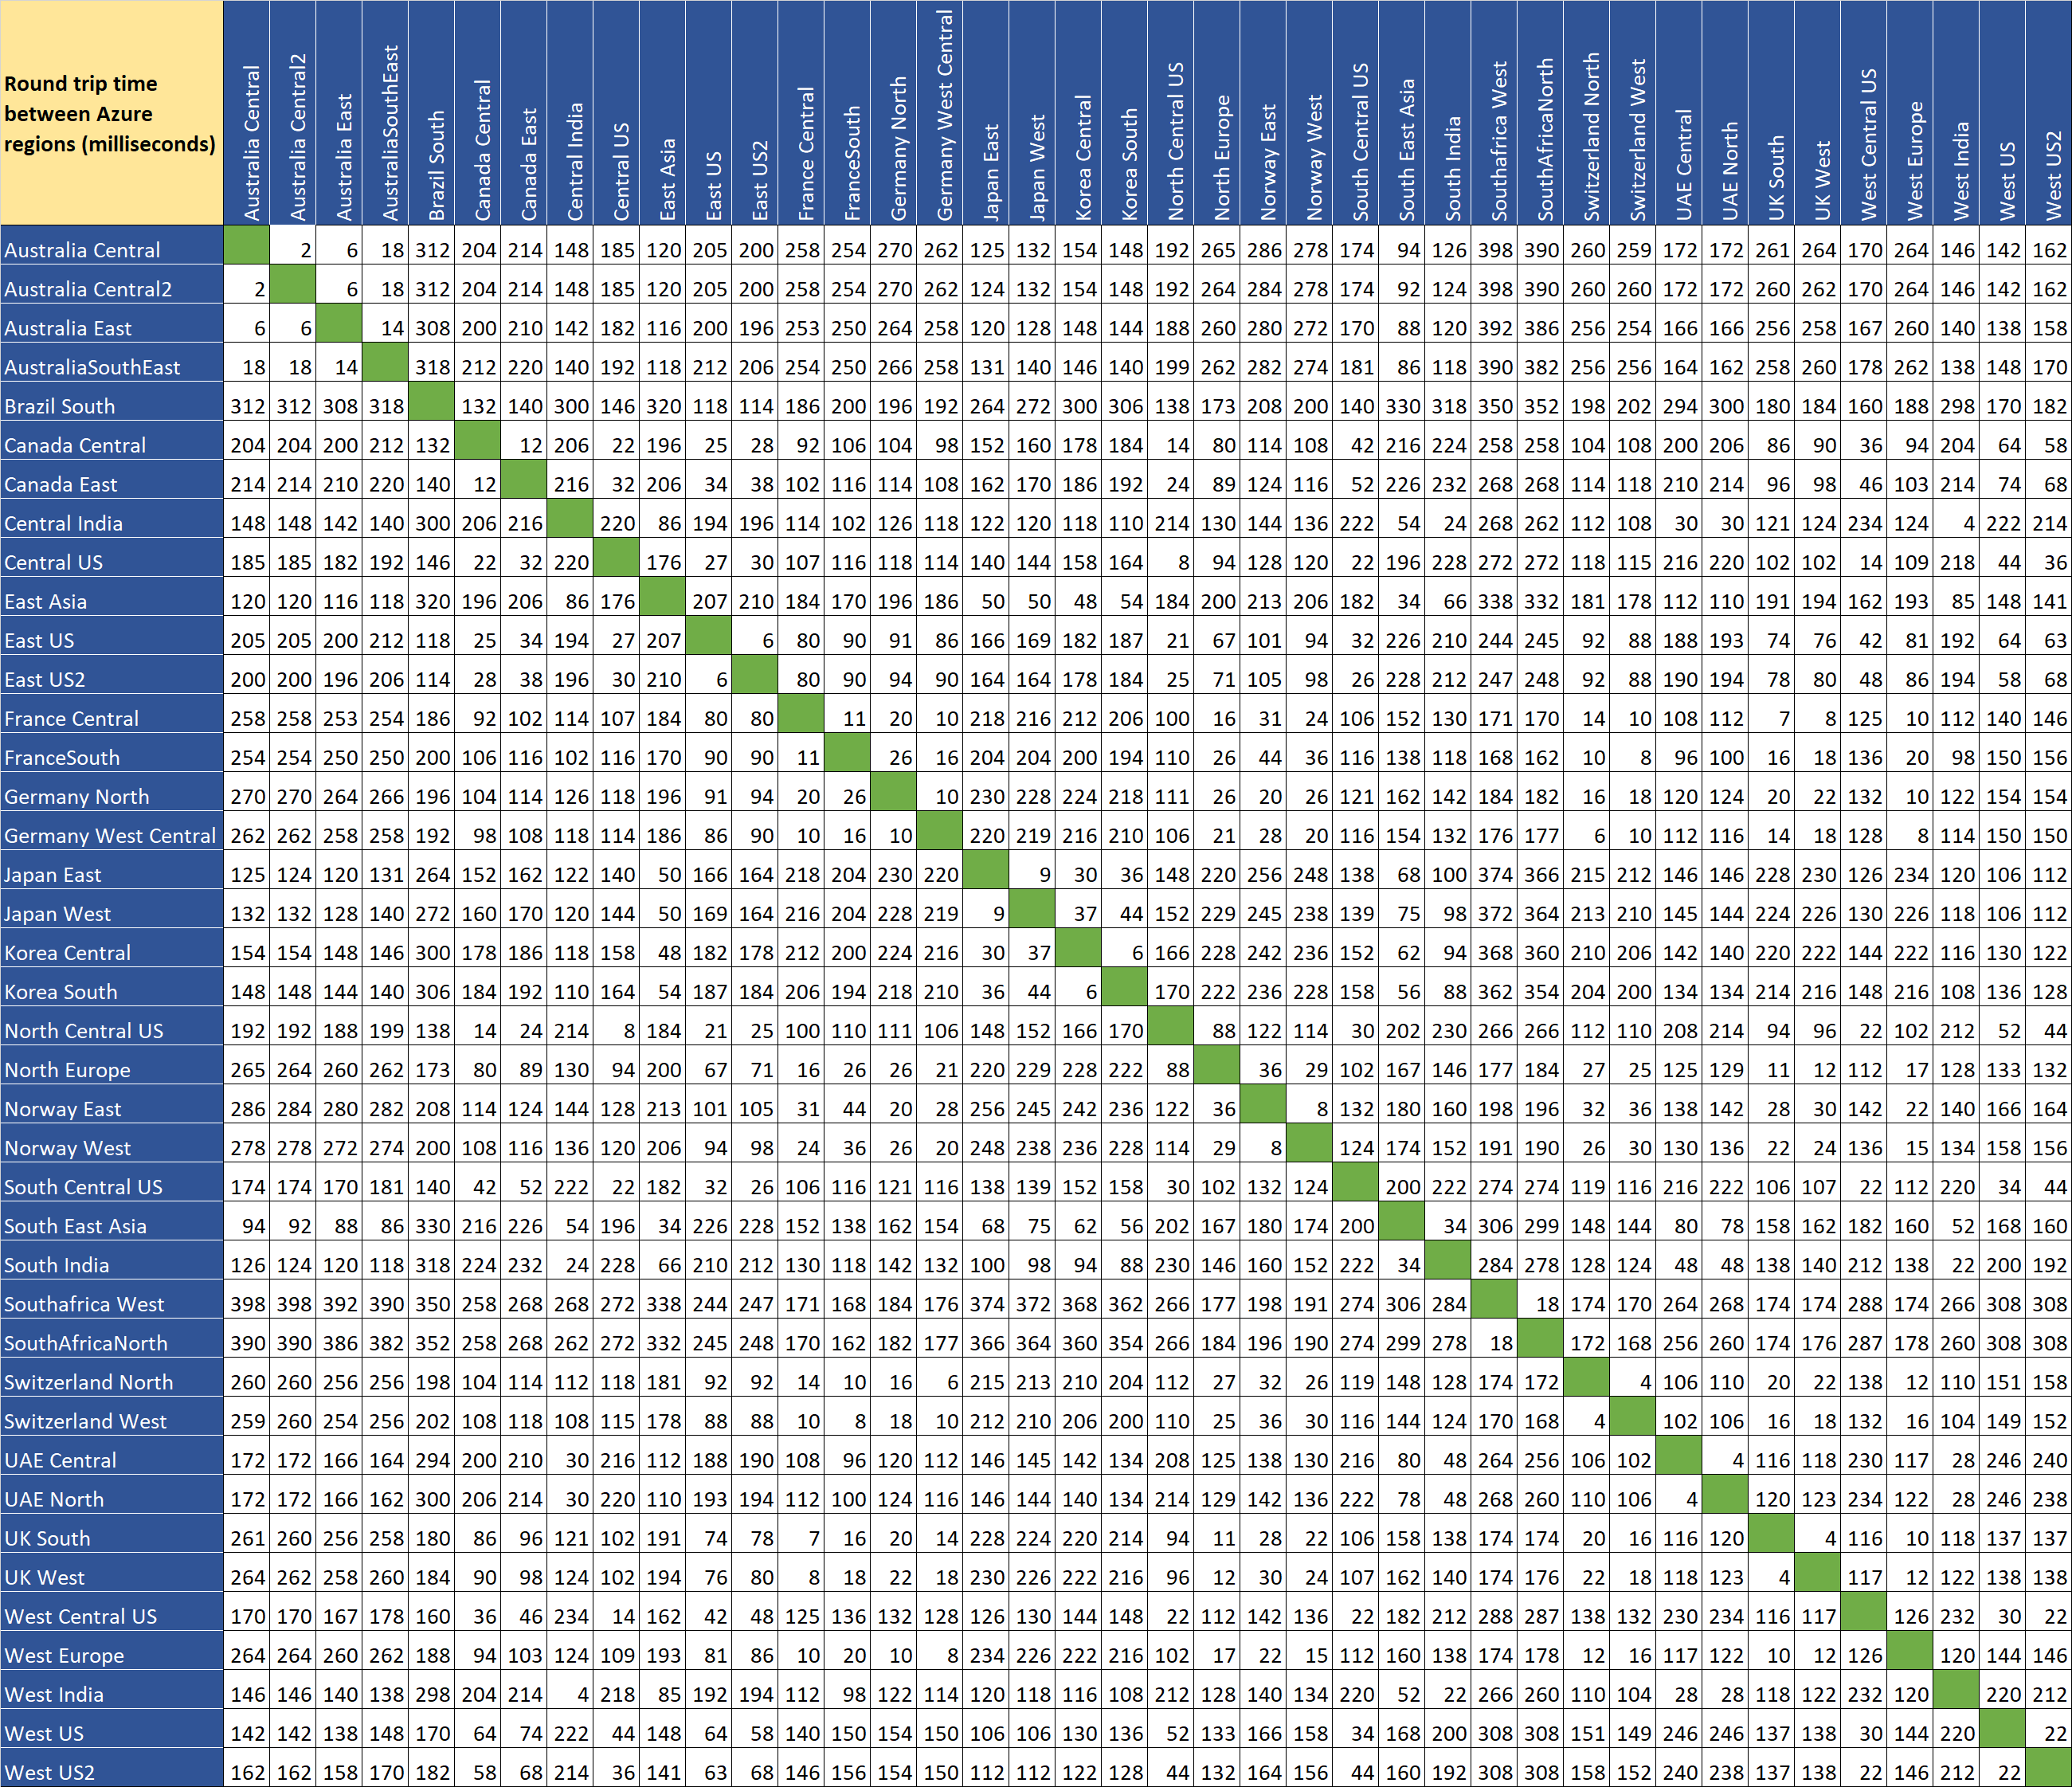 Round trip time
between Azure
regions (milliseconds)
Australia Central Australia Central2 Australia East AustraliaSouthEast Brazil South Canada Central Canada East Central India Central US East Asia East US East US2 France Central FranceSouth Germany North Germany West Central Japan East Japan West Korea Central Korea South North Central US North Europe Norway East Norway West South Central US South East Asia South India Southafrica West SouthAfricaNorth Switzerland North Switzerland West UAE Central UAE North UK South UK West West Central US West Europe West India West US West US2
Australia Central 2 6 18 312 204 214 148 185 120 205 200 258 254 270 262 125 132 154 148 192 265 286 278 174 94 126 398 390 260 259 172 172 261 264 170 264 146 142 162
Australia Central2 2 6 18 312 204 214 148 185 120 205 200 258 254 270 262 124 132 154 148 192 264 284 278 174 92 124 398 390 260 260 172 172 260 262 170 264 146 142 162
Australia East 6 6 14 308 200 210 142 182 116 200 196 253 250 264 258 120 128 148 144 188 260 280 272 170 88 120 392 386 256 254 166 166 256 258 167 260 140 138 158
AustraliaSouthEast 18 18 14 318 212 220 140 192 118 212 206 254 250 266 258 131 140 146 140 199 262 282 274 181 86 118 390 382 256 256 164 162 258 260 178 262 138 148 170
Brazil South 312 312 308 318 132 140 300 146 320 118 114 186 200 196 192 264 272 300 306 138 173 208 200 140 330 318 350 352 198 202 294 300 180 184 160 188 298 170 182
Canada Central 204 204 200 212 132 12 206 22 196 25 28 92 106 104 98 152 160 178 184 14 80 114 108 42 216 224 258 258 104 108 200 206 86 90 36 94 204 64 58
Canada East 214 214 210 220 140 12 216 32 206 34 38 102 116 114 108 162 170 186 192 24 89 124 116 52 226 232 268 268 114 118 210 214 96 98 46 103 214 74 68
Central India 148 148 142 140 300 206 216 220 86 194 196 114 102 126 118 122 120 118 110 214 130 144 136 222 54 24 268 262 112 108 30 30 121 124 234 124 4 222 214
Central US 185 185 182 192 146 22 32 220 176 27 30 107 116 118 114 140 144 158 164 8 94 128 120 22 196 228 272 272 118 115 216 220 102 102 14 109 218 44 36
East Asia 120 120 116 118 320 196 206 86 176 207 210 184 170 196 186 50 50 48 54 184 200 213 206 182 34 66 338 332 181 178 112 110 191 194 162 193 85 148 141
East US 205 205 200 212 118 25 34 194 27 207 6 80 90 91 86 166 169 182 187 21 67 101 94 32 226 210 244 245 92 88 188 193 74 76 42 81 192 64 63
East US2 200 200 196 206 114 28 38 196 30 210 6 80 90 94 90 164 164 178 184 25 71 105 98 26 228 212 247 248 92 88 190 194 78 80 48 86 194 58 68
France Central 258 258 253 254 186 92 102 114 107 184 80 80 11 20 10 218 216 212 206 100 16 31 24 106 152 130 171 170 14 10 108 112 7 8 125 10 112 140 146
FranceSouth 254 254 250 250 200 106 116 102 116 170 90 90 11 26 16 204 204 200 194 110 26 44 36 116 138 118 168 162 10 8 96 100 16 18 136 20 98 150 156
Germany North 270 270 264 266 196 104 114 126 118 196 91 94 20 26 10 230 228 224 218 111 26 20 26 121 162 142 184 182 16 18 120 124 20 22 132 10 122 154 154
Germany West Central 262 262 258 258 192 98 108 118 114 186 86 90 10 16 10 220 219 216 210 106 21 28 20 116 154 132 176 177 6 10 112 116 14 18 128 8 114 150 150
Japan East 125 124 120 131 264 152 162 122 140 50 166 164 218 204 230 220 9 30 36 148 220 256 248 138 68 100 374 366 215 212 146 146 228 230 126 234 120 106 112
Japan West 132 132 128 140 272 160 170 120 144 50 169 164 216 204 228 219 9 37 44 152 229 245 238 139 75 98 372 364 213 210 145 144 224 226 130 226 118 106 112
Korea Central 154 154 148 146 300 178 186 118 158 48 182 178 212 200 224 216 30 37 6 166 228 242 236 152 62 94 368 360 210 206 142 140 220 222 144 222 116 130 122
Korea South 148 148 144 140 306 184 192 110 164 54 187 184 206 194 218 210 36 44 6 170 222 236 228 158 56 88 362 354 204 200 134 134 214 216 148 216 108 136 128
North Central US 192 192 188 199 138 14 24 214 8 184 21 25 100 110 111 106 148 152 166 170 88 122 114 30 202 230 266 266 112 110 208 214 94 96 22 102 212 52 44
North Europe 265 264 260 262 173 80 89 130 94 200 67 71 16 26 26 21 220 229 228 222 88 36 29 102 167 146 177 184 27 25 125 129 11 12 112 17 128 133 132
Norway East 286 284 280 282 208 114 124 144 128 213 101 105 31 44 20 28 256 245 242 236 122 36 8 132 180 160 198 196 32 36 138 142 28 30 142 22 140 166 164
Norway West 278 278 272 274 200 108 116 136 120 206 94 98 24 36 26 20 248 238 236 228 114 29 8 124 174 152 191 190 26 30 130 136 22 24 136 15 134 158 156
South Central US 174 174 170 181 140 42 52 222 22 182 32 26 106 116 121 116 138 139 152 158 30 102 132 124 200 222 274 274 119 116 216 222 106 107 22 112 220 34 44
South East Asia 94 92 88 86 330 216 226 54 196 34 226 228 152 138 162 154 68 75 62 56 202 167 180 174 200 34 306 299 148 144 80 78 158 162 182 160 52 168 160
South India 126 124 120 118 318 224 232 24 228 66 210 212 130 118 142 132 100 98 94 88 230 146 160 152 222 34 284 278 128 124 48 48 138 140 212 138 22 200 192
Southafrica West 398 398 392 390 350 258 268 268 272 338 244 247 171 168 184 176 374 372 368 362 266 177 198 191 274 306 284 18 174 170 264 268 174 174 288 174 266 308 308
SouthAfricaNorth 390 390 386 382 352 258 268 262 272 332 245 248 170 162 182 177 366 364 360 354 266 184 196 190 274 299 278 18 172 168 256 260 174 176 287 178 260 308 308
Switzerland North 260 260 256 256 198 104 114 112 118 181 92 92 14 10 16 6 215 213 210 204 112 27 32 26 119 148 128 174 172 4 106 110 20 22 138 12 110 151 158
Switzerland West 259 260 254 256 202 108 118 108 115 178 88 88 10 8 18 10 212 210 206 200 110 25 36 30 116 144 124 170 168 4 102 106 16 18 132 16 104 149 152
UAE Central 172 172 166 164 294 200 210 30 216 112 188 190 108 96 120 112 146 145 142 134 208 125 138 130 216 80 48 264 256 106 102 4 116 118 230 117 28 246 240
UAE North 172 172 166 162 300 206 214 30 220 110 193 194 112 100 124 116 146 144 140 134 214 129 142 136 222 78 48 268 260 110 106 4 120 123 234 122 28 246 238
UK South 261 260 256 258 180 86 96 121 102 191 74 78 7 16 20 14 228 224 220 214 94 11 28 22 106 158 138 174 174 20 16 116 120 4 116 10 118 137 137
UK West 264 262 258 260 184 90 98 124 102 194 76 80 8 18 22 18 230 226 222 216 96 12 30 24 107 162 140 174 176 22 18 118 123 4 117 12 122 138 138
West Central US 170 170 167 178 160 36 46 234 14 162 42 48 125 136 132 128 126 130 144 148 22 112 142 136 22 182 212 288 287 138 132 230 234 116 117 126 232 30 22
West Europe 264 264 260 262 188 94 103 124 109 193 81 86 10 20 10 8 234 226 222 216 102 17 22 15 112 160 138 174 178 12 16 117 122 10 12 126 120 144 146
West India 146 146 140 138 298 204 214 4 218 85 192 194 112 98 122 114 120 118 116 108 212 128 140 134 220 52 22 266 260 110 104 28 28 118 122 232 120 220 212
West US 142 142 138 148 170 64 74 222 44 148 64 58 140 150 154 150 106 106 130 136 52 133 166 158 34 168 200 308 308 151 149 246 246 137 138 30 144 220 22
West US2 162 162 158 170 182 58 68 214 36 141 63 68 146 156 154 150 112 112 122 128 44 132 164 156 44 160 192 308 308 158 152 240 238 137 138 22 146 212 22